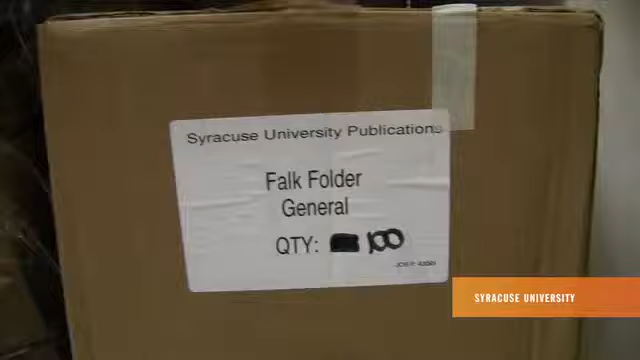 Syracuse University Publications
Falk Folder
General
QTY: 100
SYRACUSE UNIVERSITY